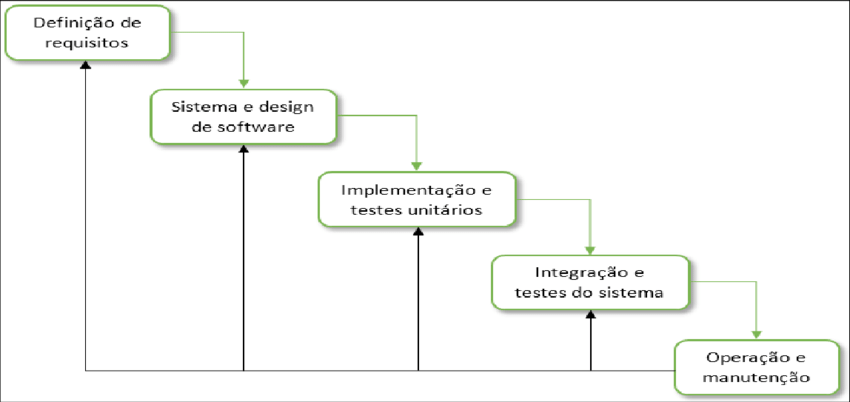 Definição de
requisitos
Sistema e design
de software
Implementação e
testes unitários
Integração e
testes do sistema
Operação e
manutenção